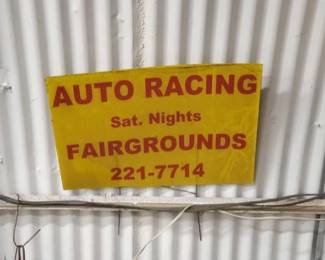 AUTO RACING
Sat. Nights
FAIRGROUNDS
221-7714